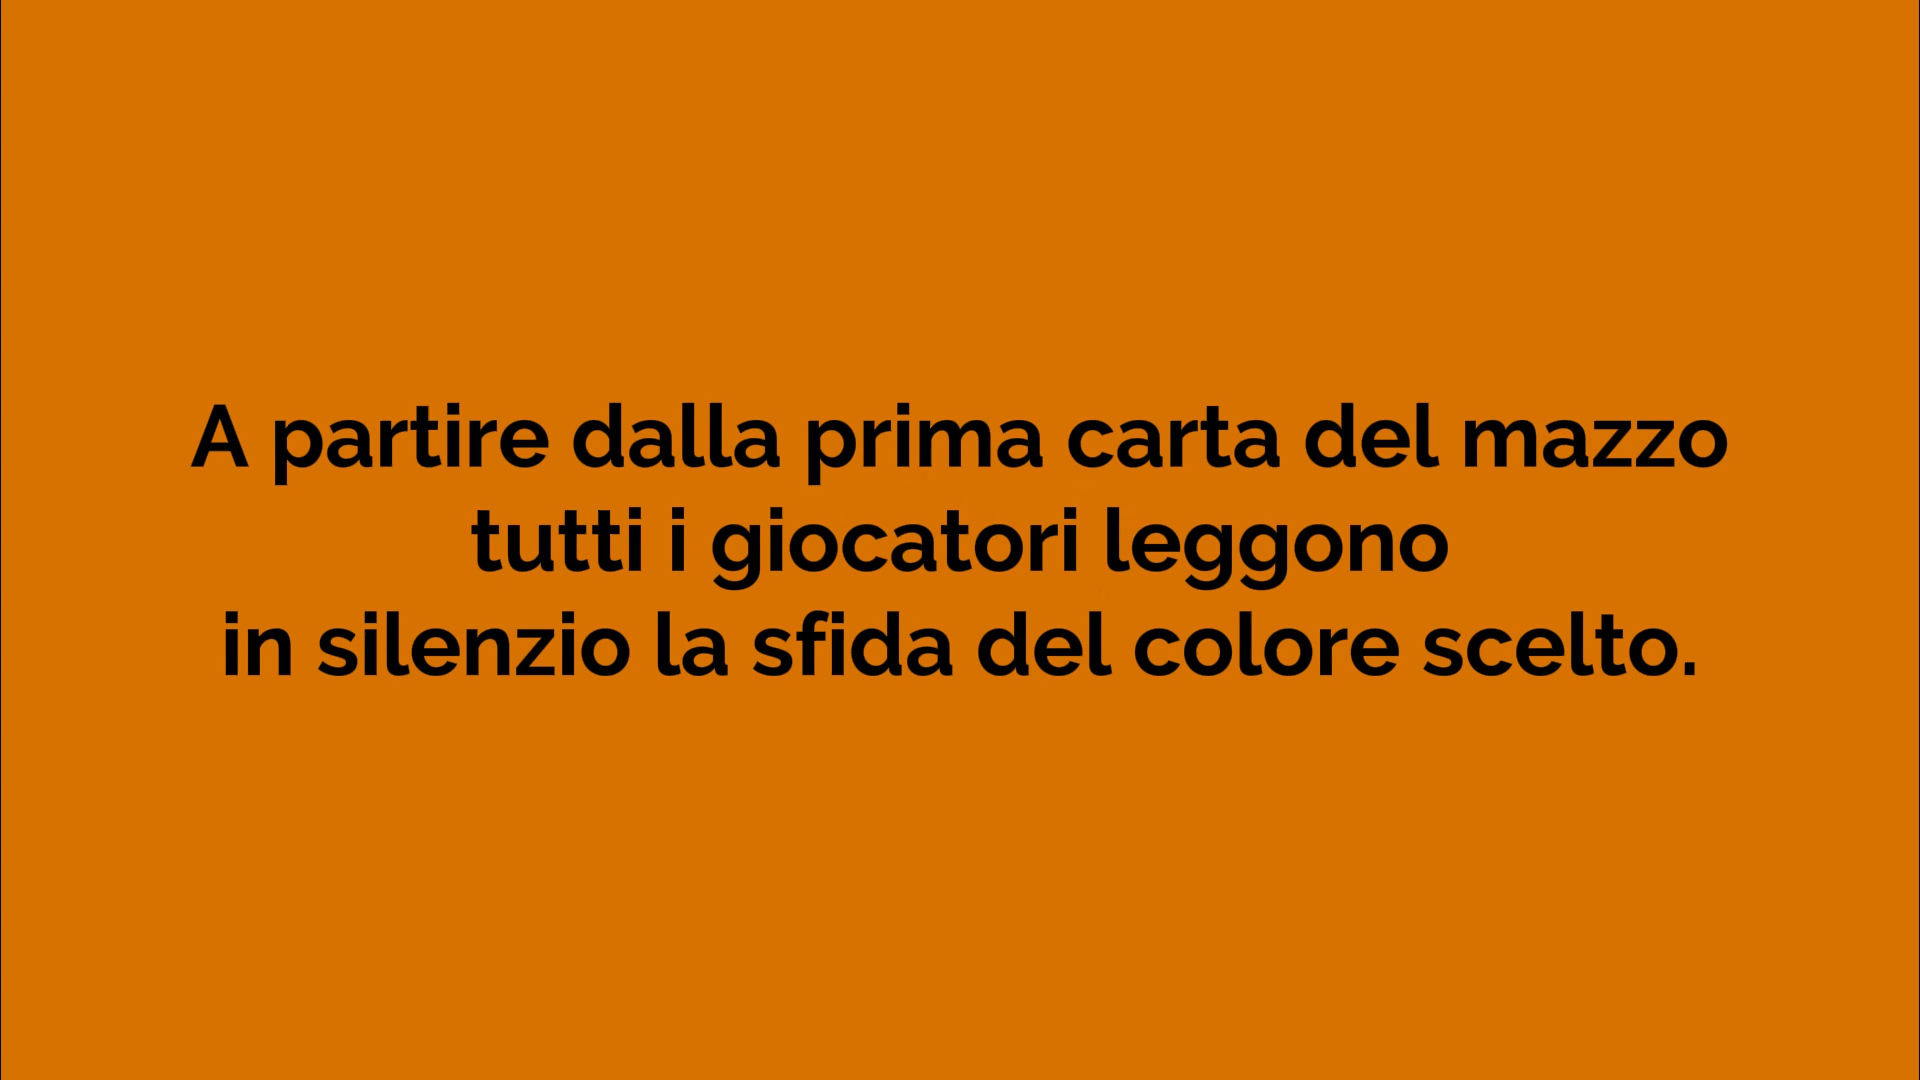 A partire dalla prima carta del mazzo
tutti i giocatori leggono
in silenzio la sfida del colore scelto.